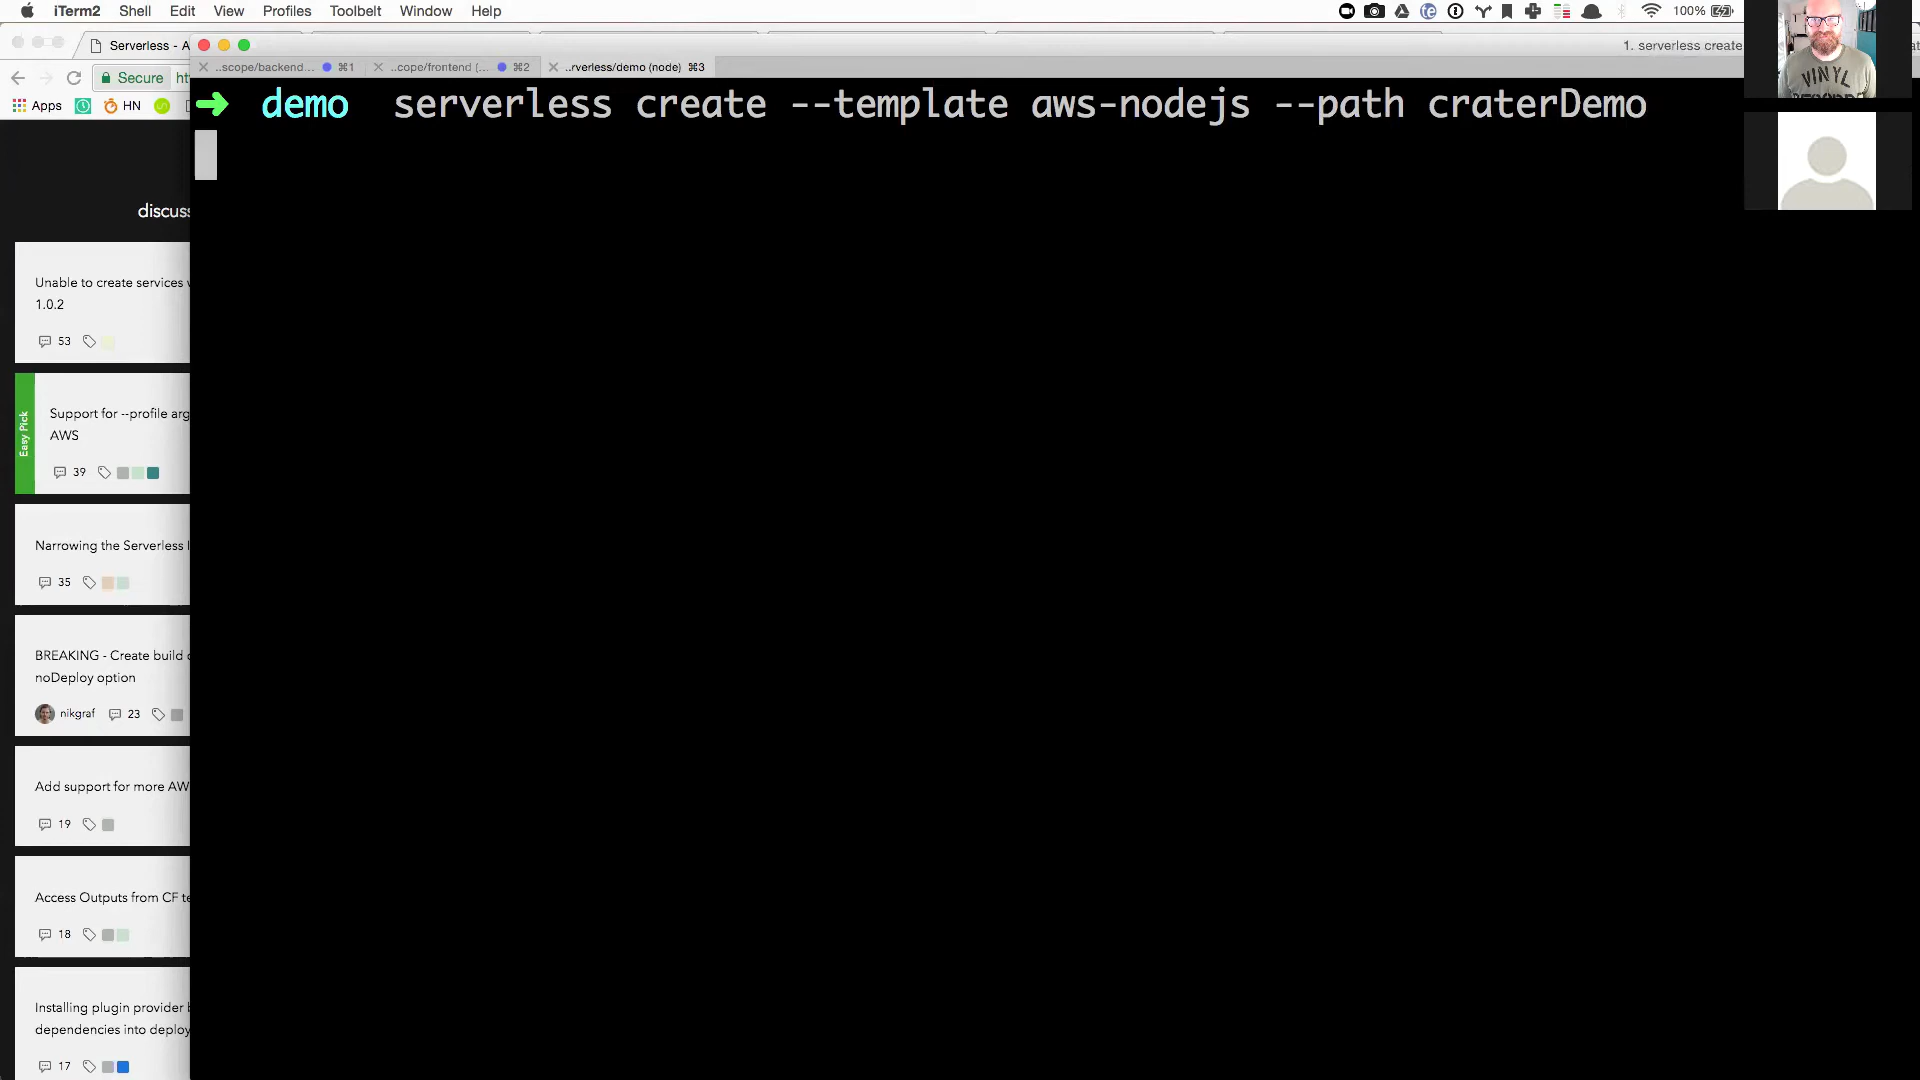 iTerm2 Shell Edit View Profiles Toolbelt Window Help
100%
Serverless - A
1. serverless create
..scope/backend... ⌘1 ..cope/frontend (... ⌘2 ..rverless/demo (node) ⌘3
Secure
Apps HN
➜ demo serverless create --template aws-nodejs --path craterDemo
VINYL
discuss
Unable to create services
1.0.2
53
Easy Pick
Support for --profile arg
AWS
39
Narrowing the Serverless
35
BREAKING - Create build
noDeploy option
nikgraf 23
Add support for more AW
19
Access Outputs from CF te
18
Installing plugin provider
dependencies into deploy
17